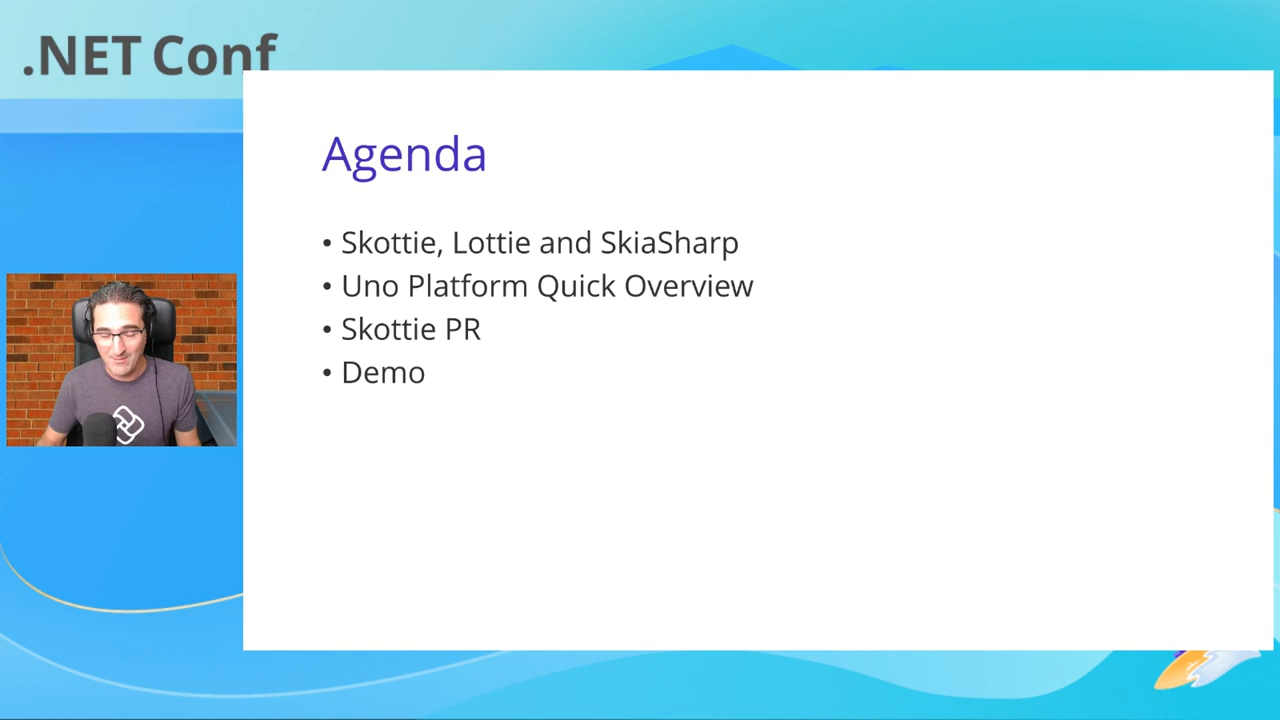 .NET Conf
Agenda
• Skottie, Lottie and SkiaSharp
• Uno Platform Quick Overview
• Skottie PR
• Demo